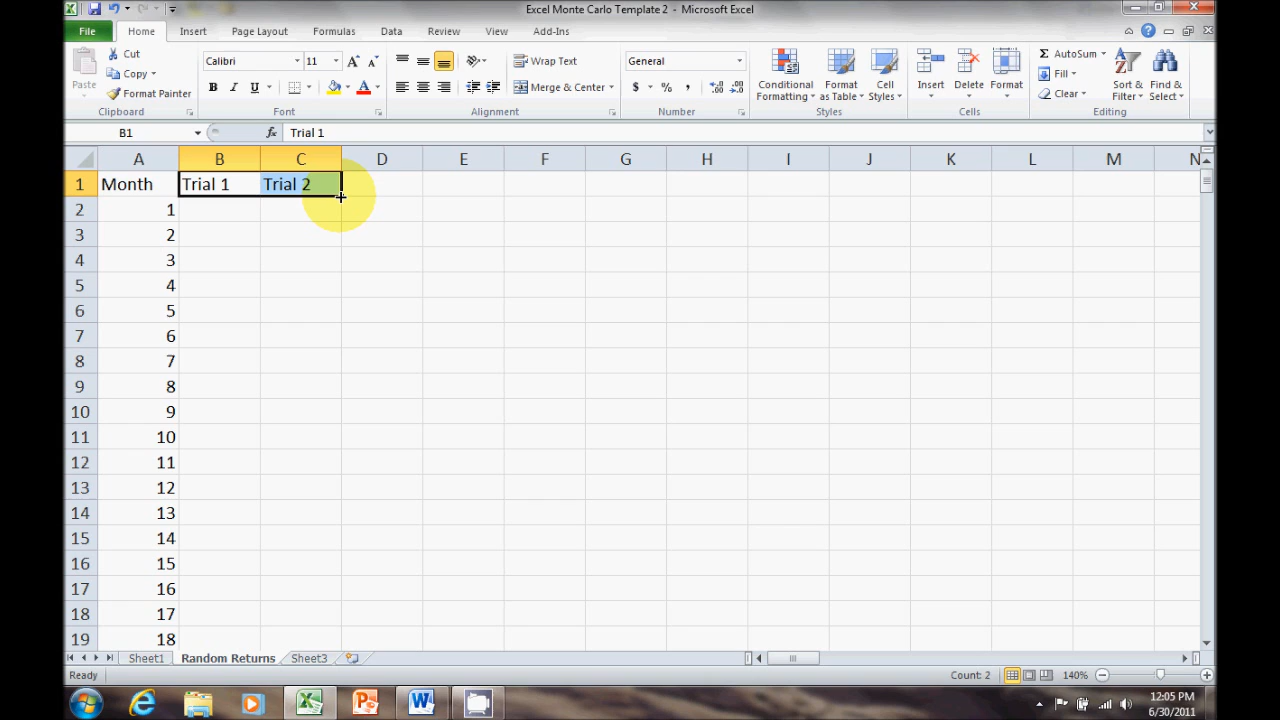 Excel Monte Carlo Template 2 - Microsoft Excel
File Home Insert Page Layout Formulas Data Review View Add-Ins
Paste Cut Copy Format Painter
Calibri 11
B I U A
Wrap Text
Merge & Center
General
$ % ,
Conditional Formatting Format as Table Cell Styles
Insert Delete Format
Σ AutoSum Fill Clear
Sort & Filter Find & Select
Clipboard Font Alignment Number Styles Cells Editing
B1 fx Trial 1
A B C D E F G H I J K L M N
1 Month Trial 1 Trial 2
2 1
3 2
4 3
5 4
6 5
7 6
8 7
9 8
10 9
11 10
12 11
13 12
14 13
15 14
16 15
17 16
18 17
19 18
Sheet1 Random Returns Sheet3
Ready Count: 2 140%
12:05 PM
6/30/2011